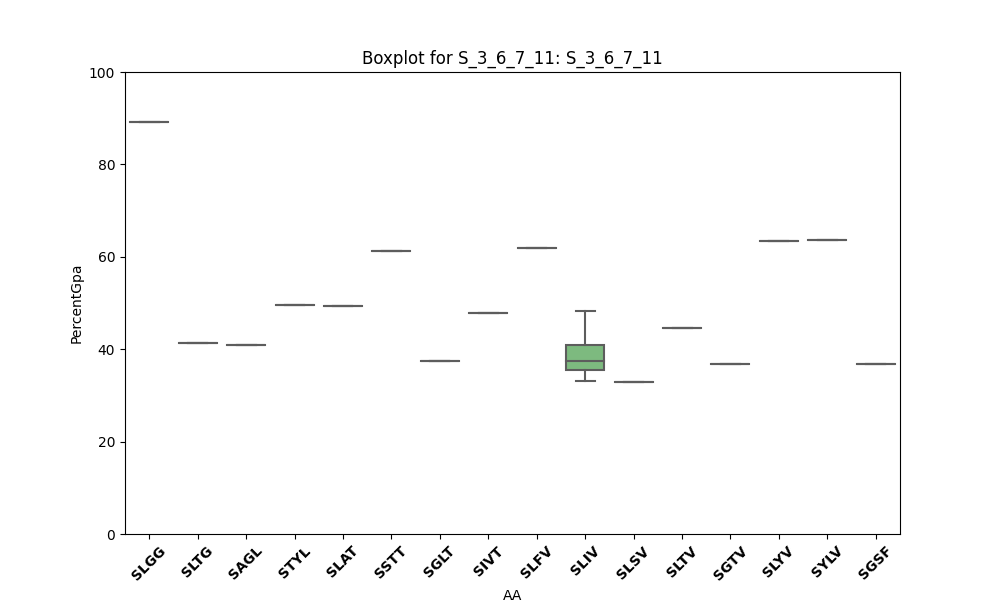 Boxplot for S_3_6_7_11: S_3_6_7_11
100
80
60
40
20
0
PercentGpa
SLGG
SLTG
SAGL
STYL
SLAT
SSTT
SGLT
SIVT
SLFV
SLIV
SLSV
SLTV
SGTV
SLYV
SYLV
SGSF
AA